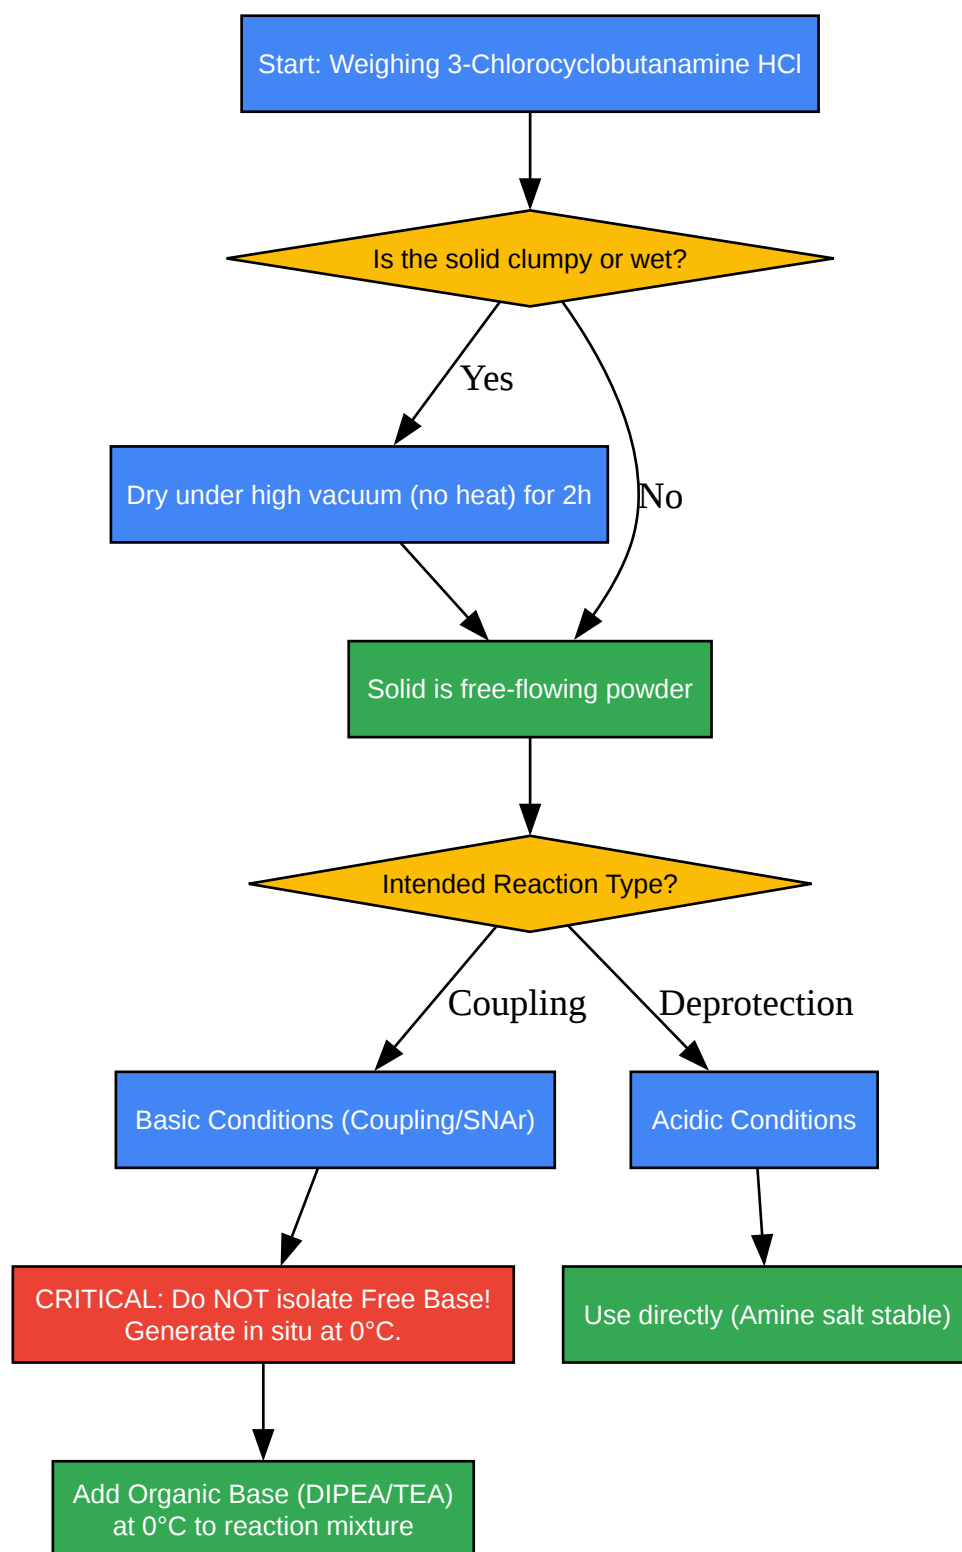 Start: Weighing 3-Chlorocyclobutanamine HCl
Is the solid clumpy or wet?
Yes
Dry under high vacuum (no heat) for 2h
No
Solid is free-flowing powder
Intended Reaction Type?
Coupling
Deprotection
Basic Conditions (Coupling/SNAr)
Acidic Conditions
CRITICAL: Do NOT isolate Free Base!
Generate in situ at 0°C.
Use directly (Amine salt stable)
Add Organic Base (DIPEA/TEA)
at 0°C to reaction mixture